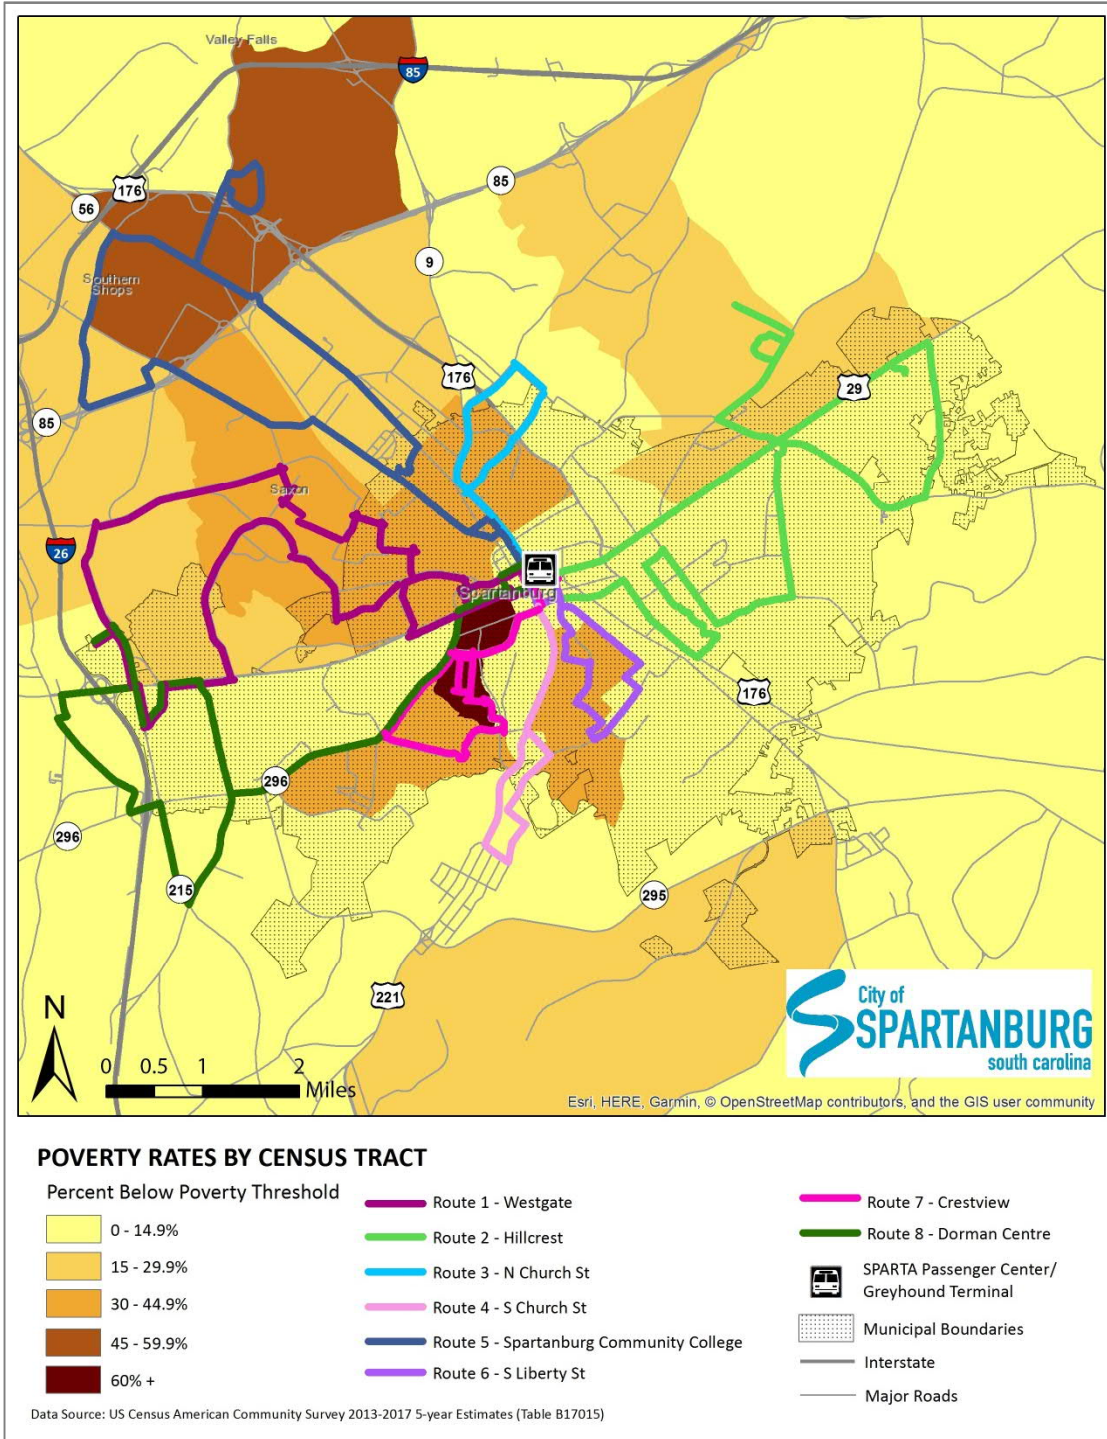 Valley Falls
85
176
56
85
9
Southern
Shops
176
29
85
Saxon
26
Spartanburg
176
296
296
215
295
221
N
0 0.5 1 2
Miles
City of
SPARTANBURG
south carolina
Esri, HERE, Garmin, © OpenStreetMap contributors, and the GIS user community
POVERTY RATES BY CENSUS TRACT
Percent Below Poverty Threshold
0 - 14.9%
15 - 29.9%
30 - 44.9%
45 - 59.9%
60% +
Route 1 - Westgate
Route 2 - Hillcrest
Route 3 - N Church St
Route 4 - S Church St
Route 5 - Spartanburg Community College
Route 6 - S Liberty St
Route 7 - Crestview
Route 8 - Dorman Centre
SPARTA Passenger Center/
Greyhound Terminal
Municipal Boundaries
Interstate
Major Roads
Data Source: US Census American Community Survey 2013-2017 5-year Estimates (Table B17015)